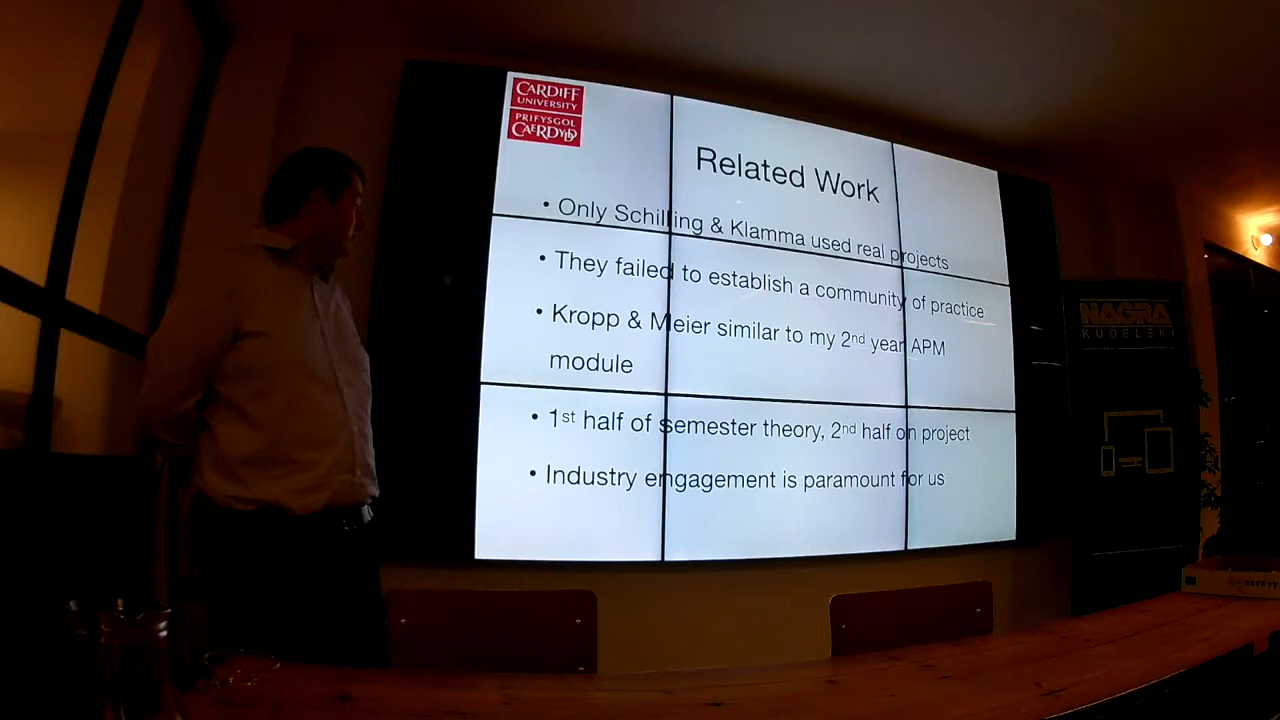 CARDIFF
UNIVERSITY
PRIFYSGOL
CAERDYDD
Related Work
• Only Schilling & Klamma used real projects
• They failed to establish a community of practice
• Kropp & Meier similar to my 2nd year APM
module
• 1st half of semester theory, 2nd half on project
• Industry engagement is paramount for us
NAGRA
KUDELSKI